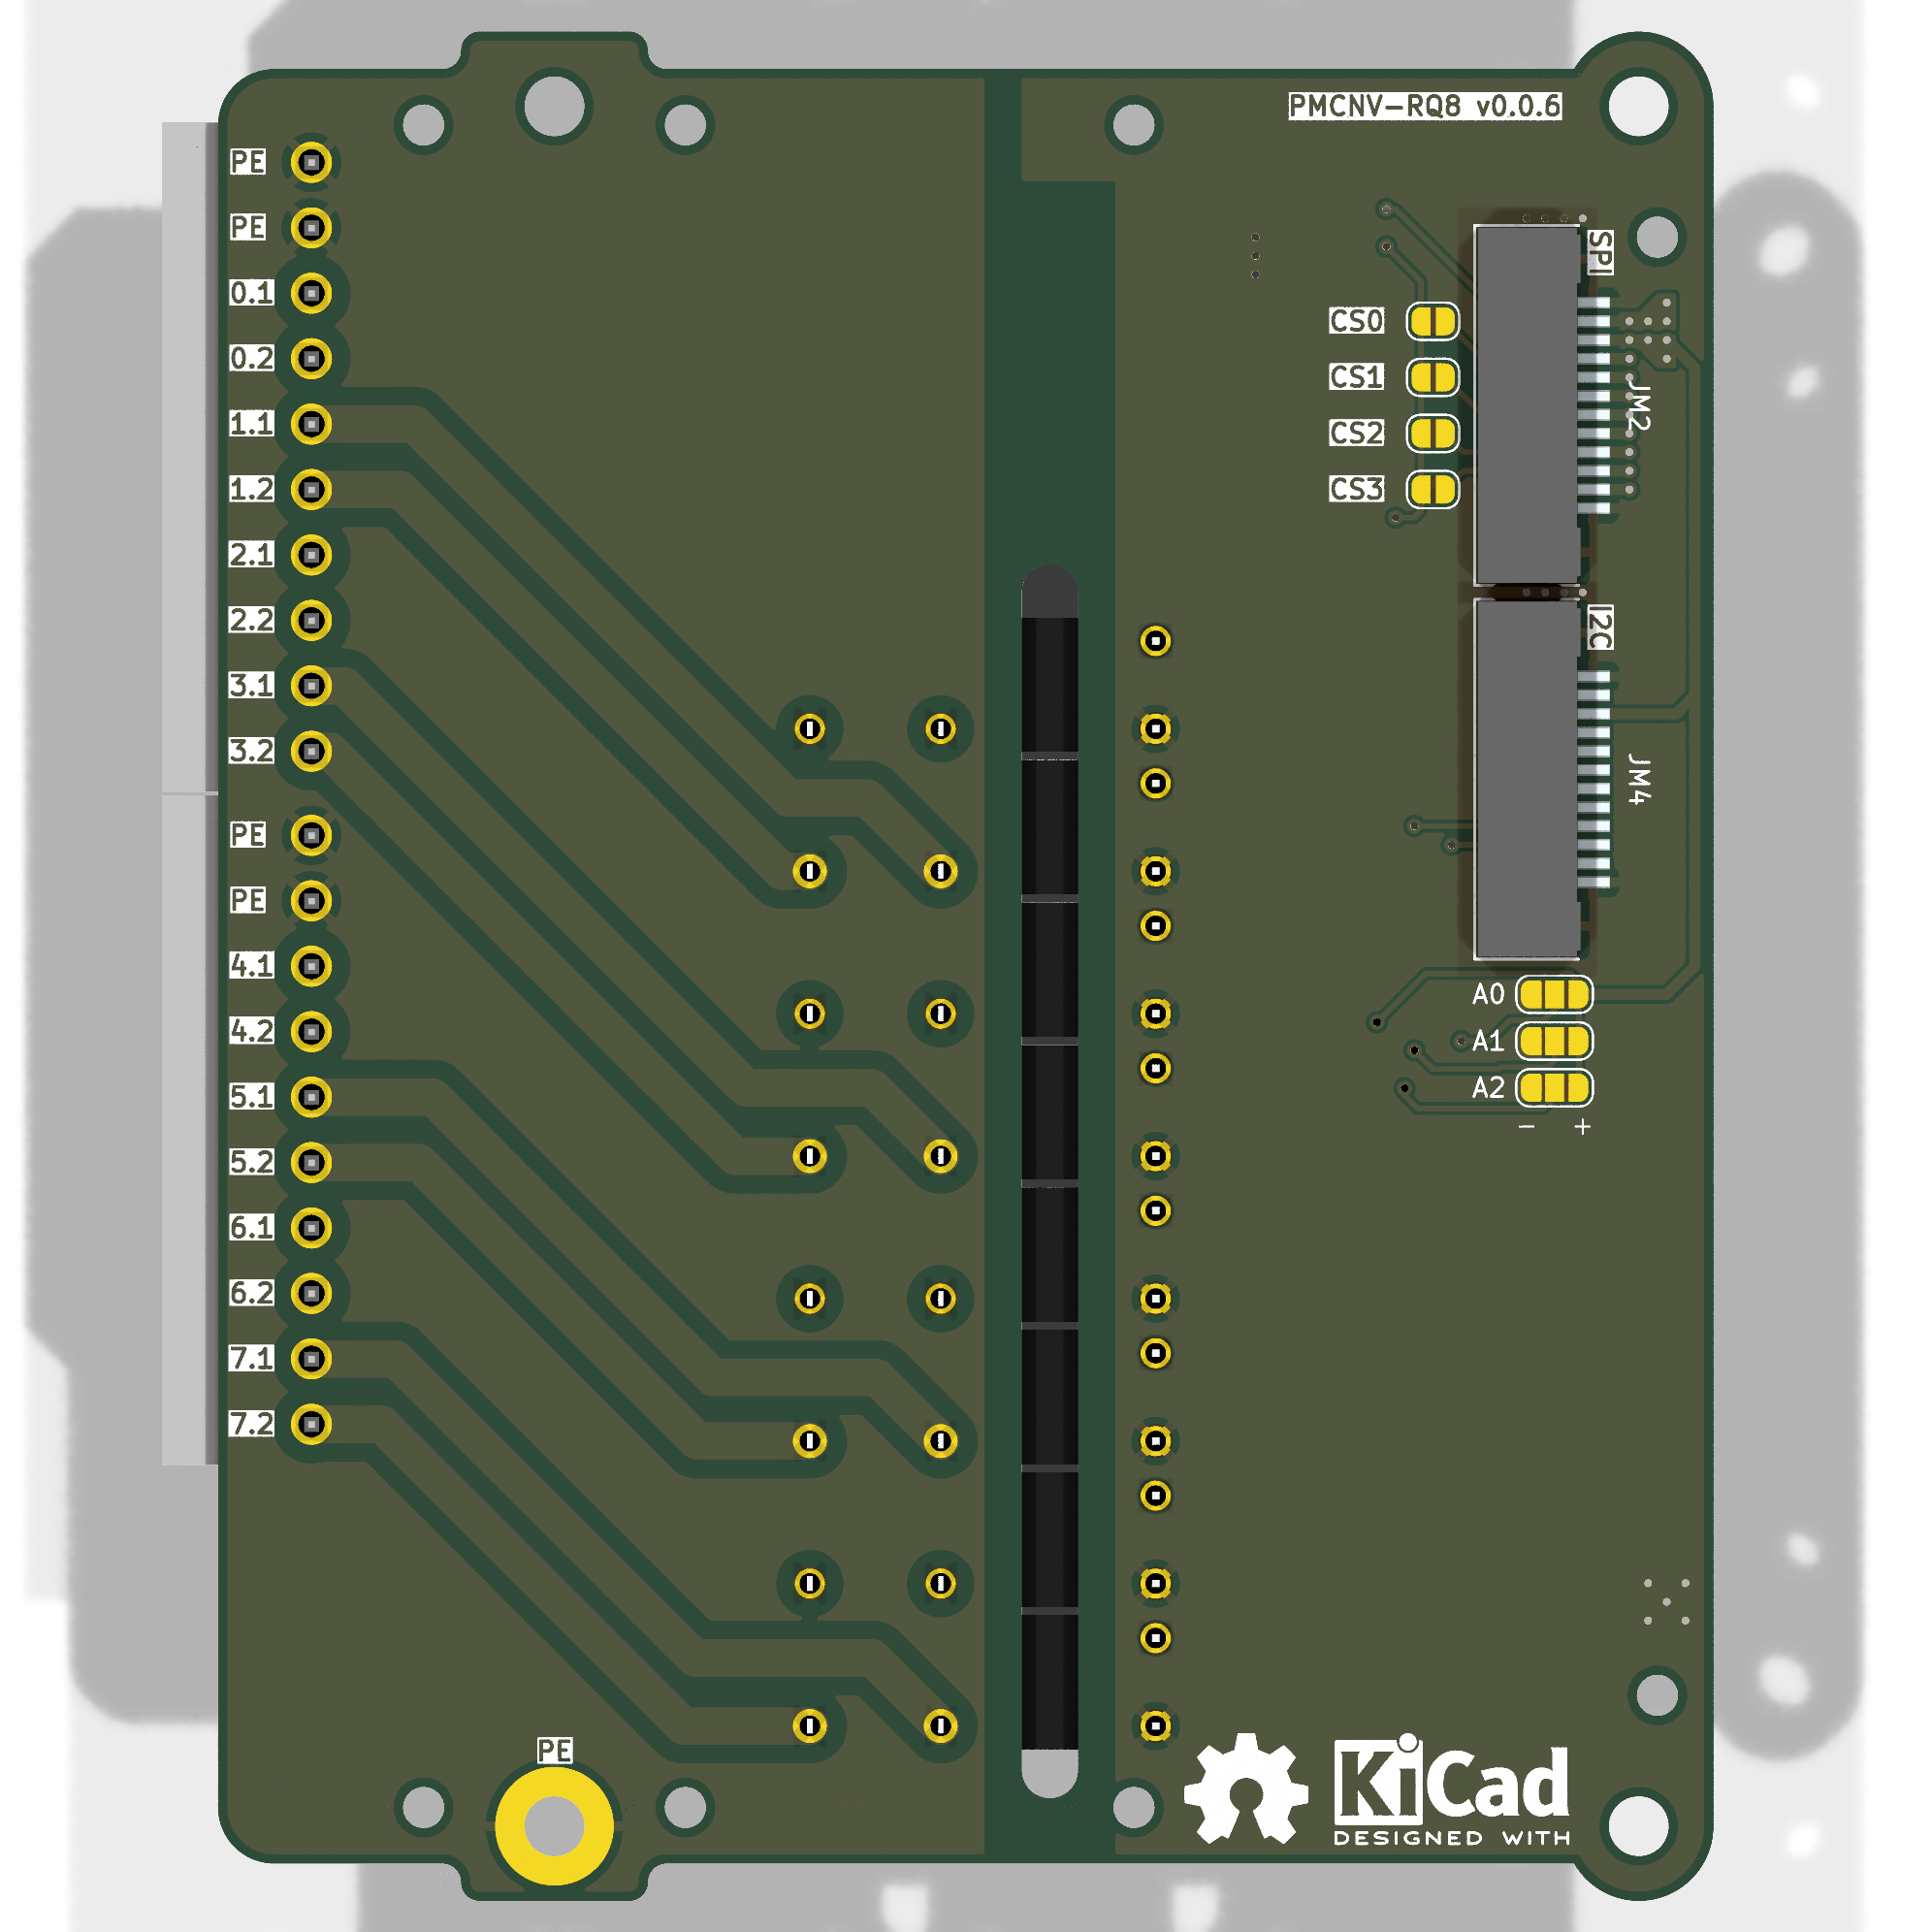 PMCNV-RQ8 v0.0.6
PE
PE
0.1
0.2
1.1
1.2
2.1
2.2
3.1
3.2
PE
PE
4.1
4.2
5.1
5.2
6.1
6.2
7.1
7.2
PE
SPI
CS0
CS1
CS2
CS3
JM2
I2C
JM4
A0
A1
A2
- +
KiCad
DESIGNED WITH